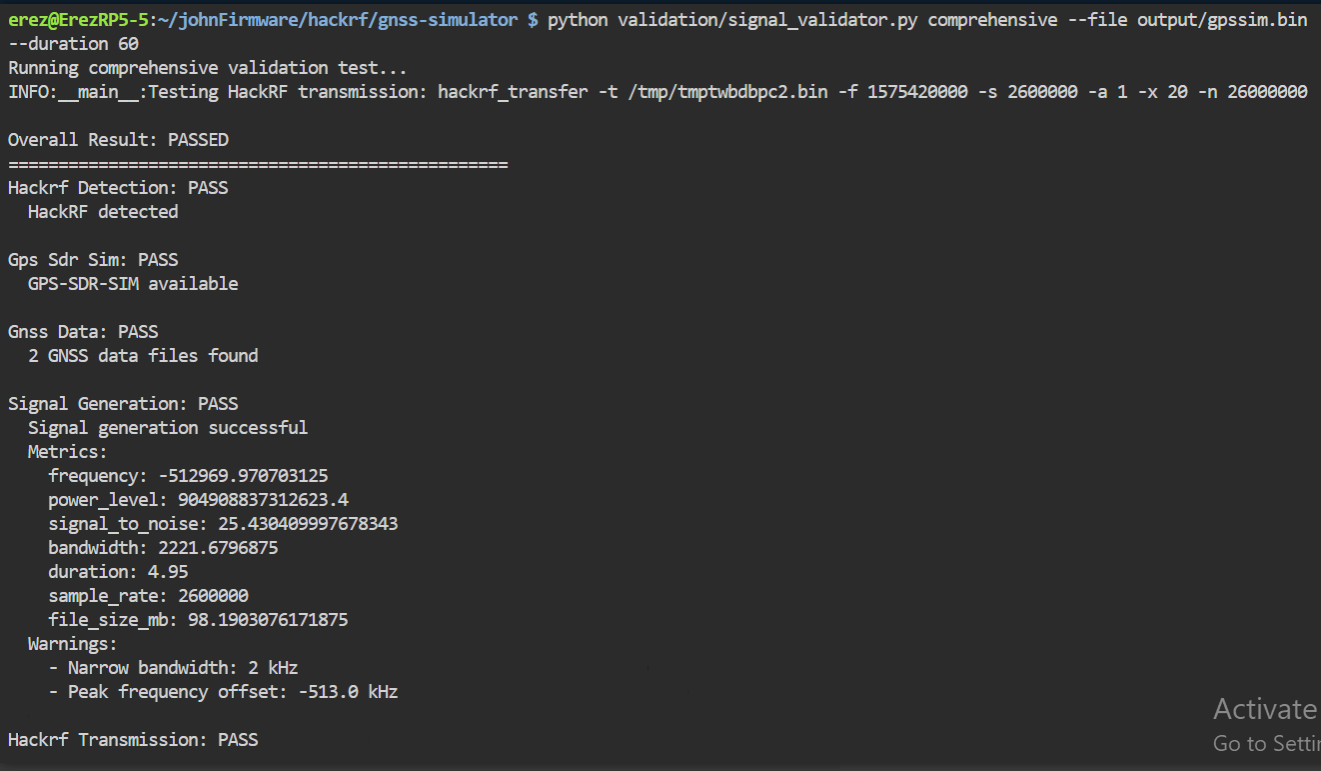 erez@ErezRP5-5:~/johnFirmware/hackrf/gnss-simulator $ python validation/signal_validator.py comprehensive --file output/gpssim.bin
--duration 60
Running comprehensive validation test...
INFO:__main__:Testing HackRF transmission: hackrf_transfer -t /tmp/tmptwbdbpc2.bin -f 1575420000 -s 2600000 -a 1 -x 20 -n 26000000
Overall Result: PASSED
==================================================
Hackrf Detection: PASS
HackRF detected
Gps Sdr Sim: PASS
GPS-SDR-SIM available
Gnss Data: PASS
2 GNSS data files found
Signal Generation: PASS
Signal generation successful
Metrics:
frequency: -512969.970703125
power_level: 904908837312623.4
signal_to_noise: 25.430409997678343
bandwidth: 2221.6796875
duration: 4.95
sample_rate: 2600000
file_size_mb: 98.1903076171875
Warnings:
- Narrow bandwidth: 2 kHz
- Peak frequency offset: -513.0 kHz
Hackrf Transmission: PASS
Activate
Go to Settin